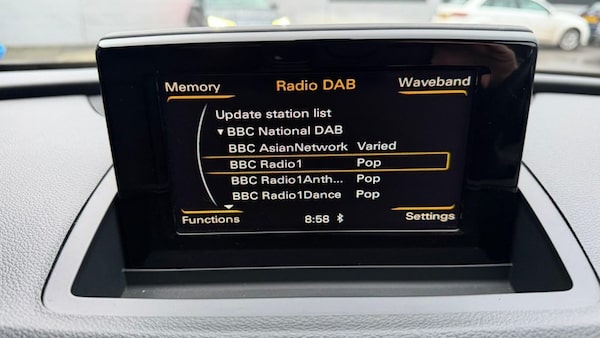 Memory Radio DAB Waveband
Update station list
▾ BBC National DAB
BBC AsianNetwork Varied
BBC Radio1 Pop
BBC Radio1Anth... Pop
BBC Radio1Dance Pop
Functions 8:58 Settings